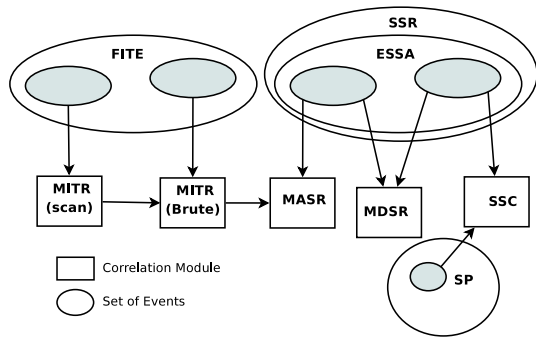 SSR
FITE
ESSA
MITR
(scan)
MITR
(Brute)
MASR
MDSR
SSC
SP
Correlation Module
Set of Events